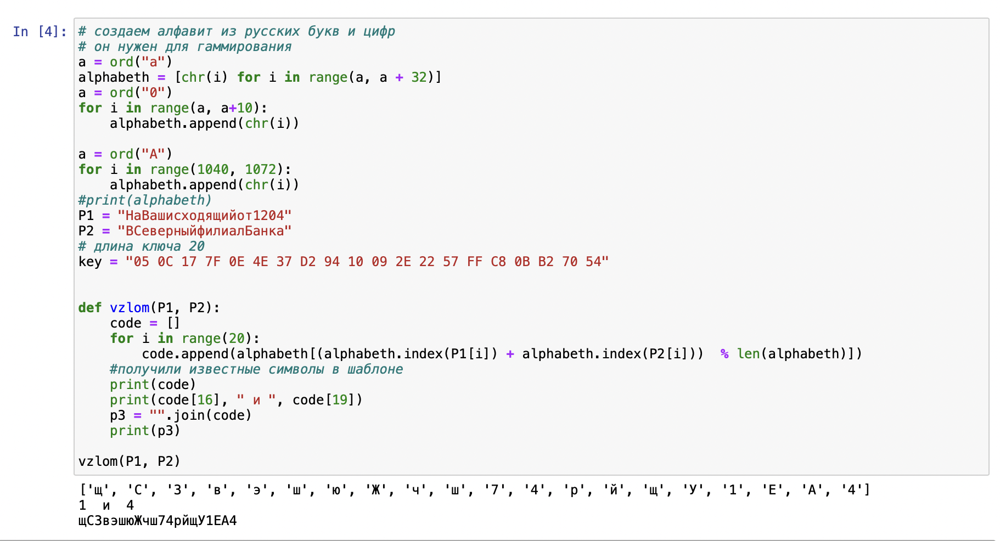 In [4]:
# создаем алфавит из русских букв и цифр
# он нужен для гаммирования
a = ord("а")
alphabeth = [chr(i) for i in range(a, a + 32)]
a = ord("0")
for i in range(a, a+10):
    alphabeth.append(chr(i))

a = ord("А")
for i in range(1040, 1072):
    alphabeth.append(chr(i))
#print(alphabeth)
P1 = "НаВашисходящийот1204"
P2 = "ВСеверныйфилиалБанка"
# длина ключа 20
key = "05 0C 17 7F 0E 4E 37 D2 94 10 09 2E 22 57 FF C8 0B B2 70 54"

def vzlom(P1, P2):
    code = []
    for i in range(20):
        code.append(alphabeth[(alphabeth.index(P1[i]) + alphabeth.index(P2[i]))  % len(alphabeth)])
    #получили известные символы в шаблоне
    print(code)
    print(code[16], " и ", code[19])
    p3 = "".join(code)
    print(p3)

vzlom(P1, P2)
['щ', 'С', 'З', 'в', 'э', 'ш', 'ю', 'Ж', 'ч', 'ш', '7', '4', 'р', 'й', 'щ', 'У', '1', 'Е', 'А', '4']
1  и  4
щСЗвэшюЖчш74рйщУ1ЕА4